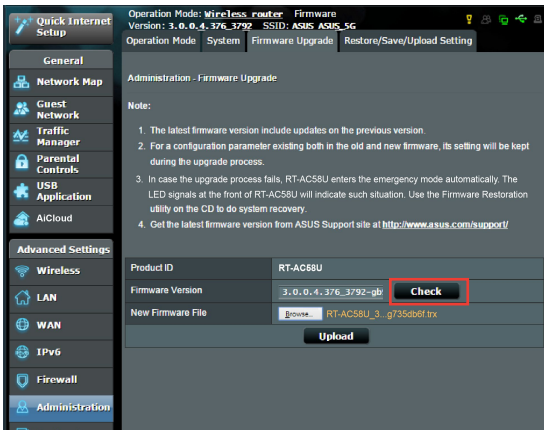 Quick Internet
Setup
Operation Mode: Wireless router Firmware
Version: 3.0.0.4.376_3792 SSID: ASUS ASUS_5G
Operation Mode System Firmware Upgrade Restore/Save/Upload Setting
General
Network Map
Guest
Network
Traffic
Manager
Parental
Controls
USB
Application
AiCloud
Advanced Settings
Wireless
LAN
WAN
IPv6
Firewall
Administration
Administration - Firmware Upgrade
Note:
1. The latest firmware version include updates on the previous version.
2. For a configuration parameter existing both in the old and new firmware, its setting will be kept
during the upgrade process.
3. In case the upgrade process fails, RT-AC58U enters the emergency mode automatically. The
LED signals at the front of RT-AC58U will indicate such situation. Use the Firmware Restoration
utility on the CD to do system
recovery.
4. Get the latest firmware version from ASUS Support site at http://www.asus.com/support/
Product ID RT-AC58U
Firmware Version 3.0.0.4.376_3792-gb Check
New Firmware File Browse... RT-AC58U_3...g735db6f.trx
Upload